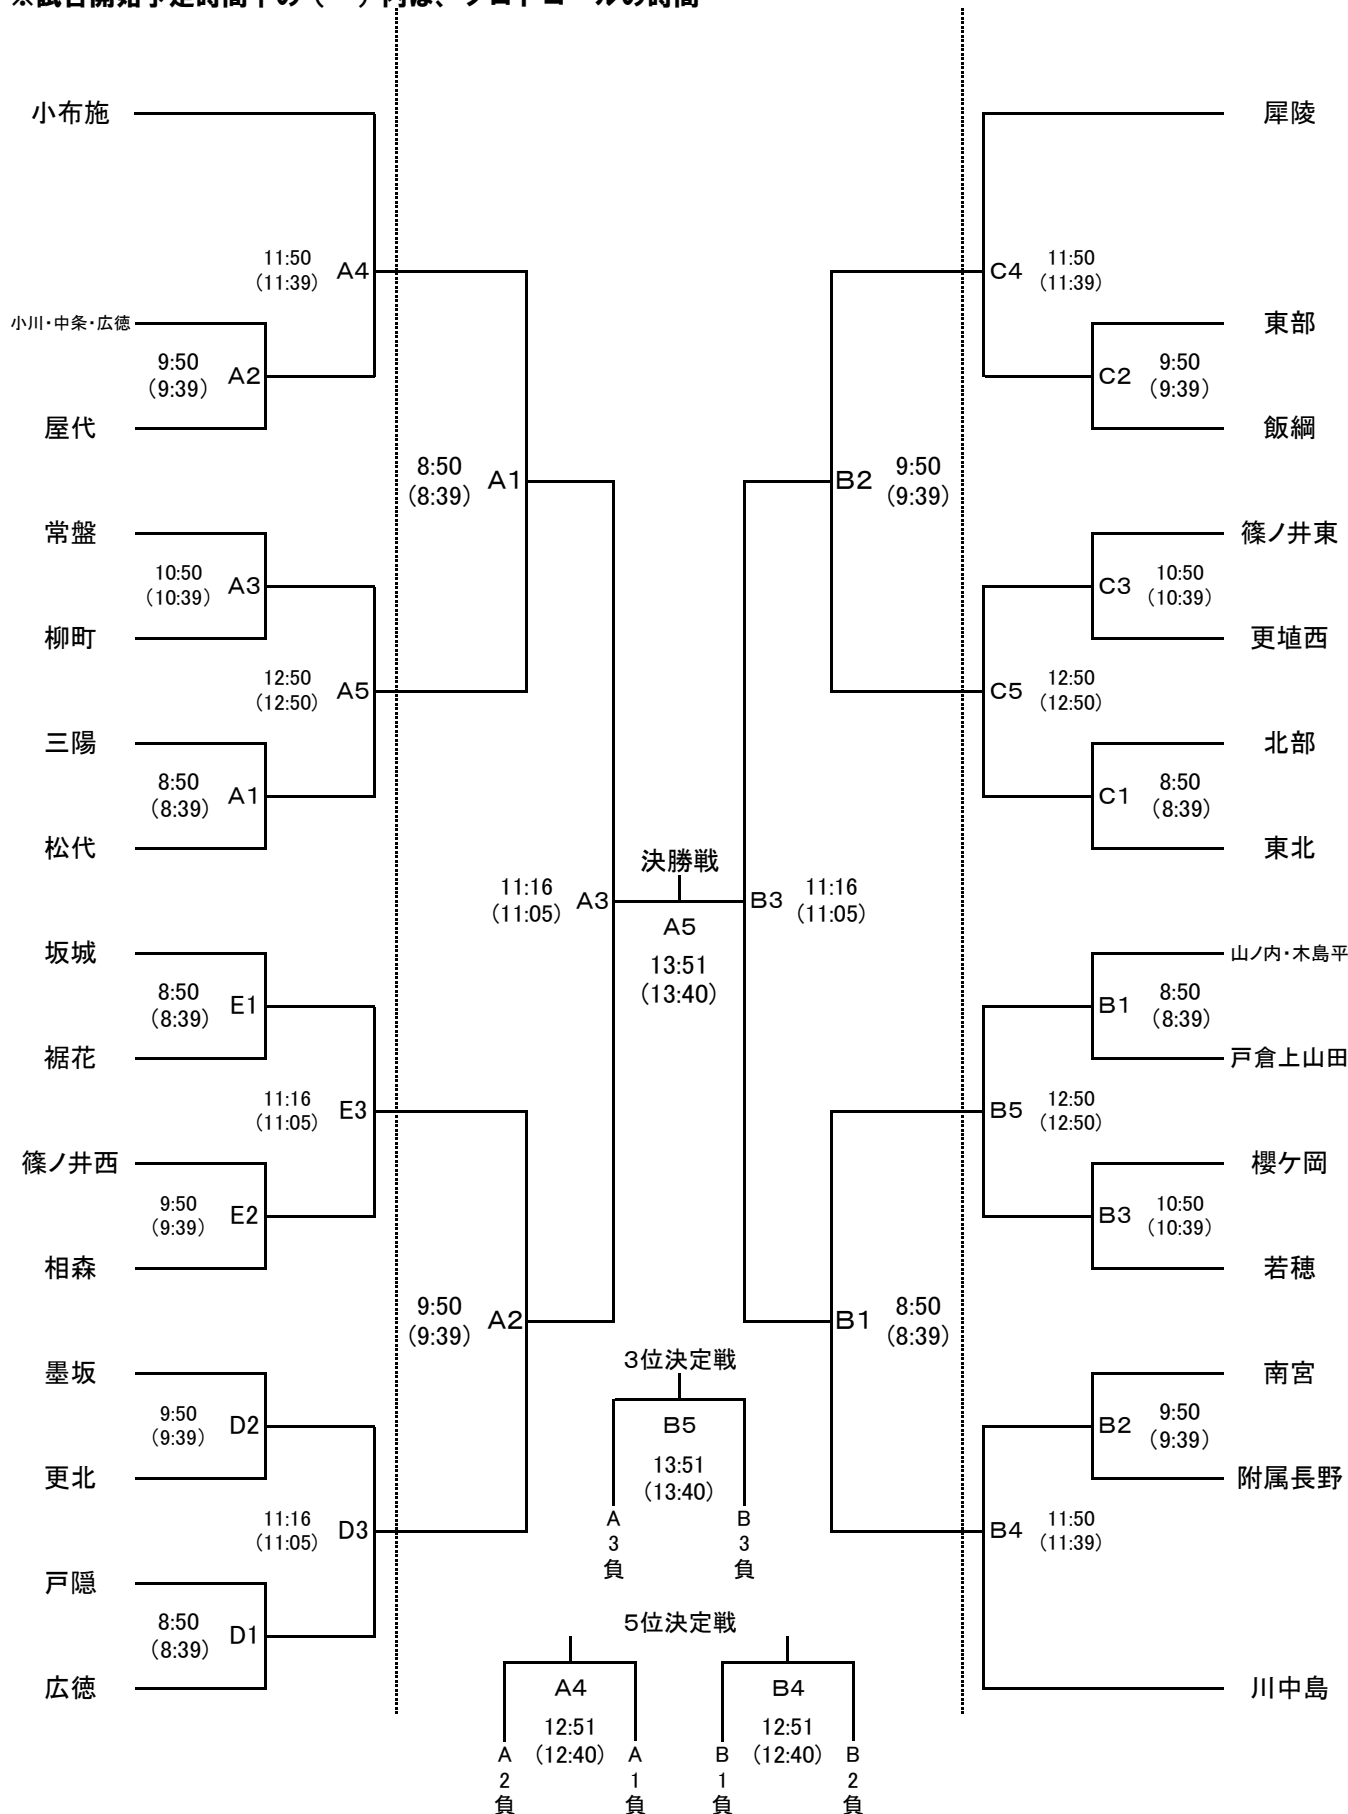 ※試合開始予定時間下の（　）内は、プロトコールの時間
小布施
11:50
(11:39)
A4
小川・中条・広徳
9:50
(9:39)
A2
屋代
8:50
(8:39)
A1
常盤
10:50
(10:39)
A3
柳町
12:50
(12:50)
A5
三陽
8:50
(8:39)
A1
松代
11:16
(11:05)
A3
坂城
8:50
(8:39)
E1
裾花
11:16
(11:05)
E3
篠ノ井西
9:50
(9:39)
E2
相森
9:50
(9:39)
A2
墨坂
9:50
(9:39)
D2
更北
11:16
(11:05)
D3
戸隠
8:50
(8:39)
D1
広徳
決勝戦
A5
13:51
(13:40)
3位決定戦
B5
13:51
(13:40)
A3負
B3負
5位決定戦
A4
12:51
(12:40)
A2負
A1負
B4
12:51
(12:40)
B1負
B2負
犀陵
C4
11:50
(11:39)
東部
C2
9:50
(9:39)
飯綱
B2
9:50
(9:39)
篠ノ井東
C3
10:50
(10:39)
更埴西
C5
12:50
(12:50)
北部
C1
8:50
(8:39)
東北
B3
11:16
(11:05)
山ノ内・木島平
B1
8:50
(8:39)
戸倉上山田
B5
12:50
(12:50)
櫻ケ岡
B3
10:50
(10:39)
若穂
B1
8:50
(8:39)
南宮
B2
9:50
(9:39)
附属長野
B4
11:50
(11:39)
川中島